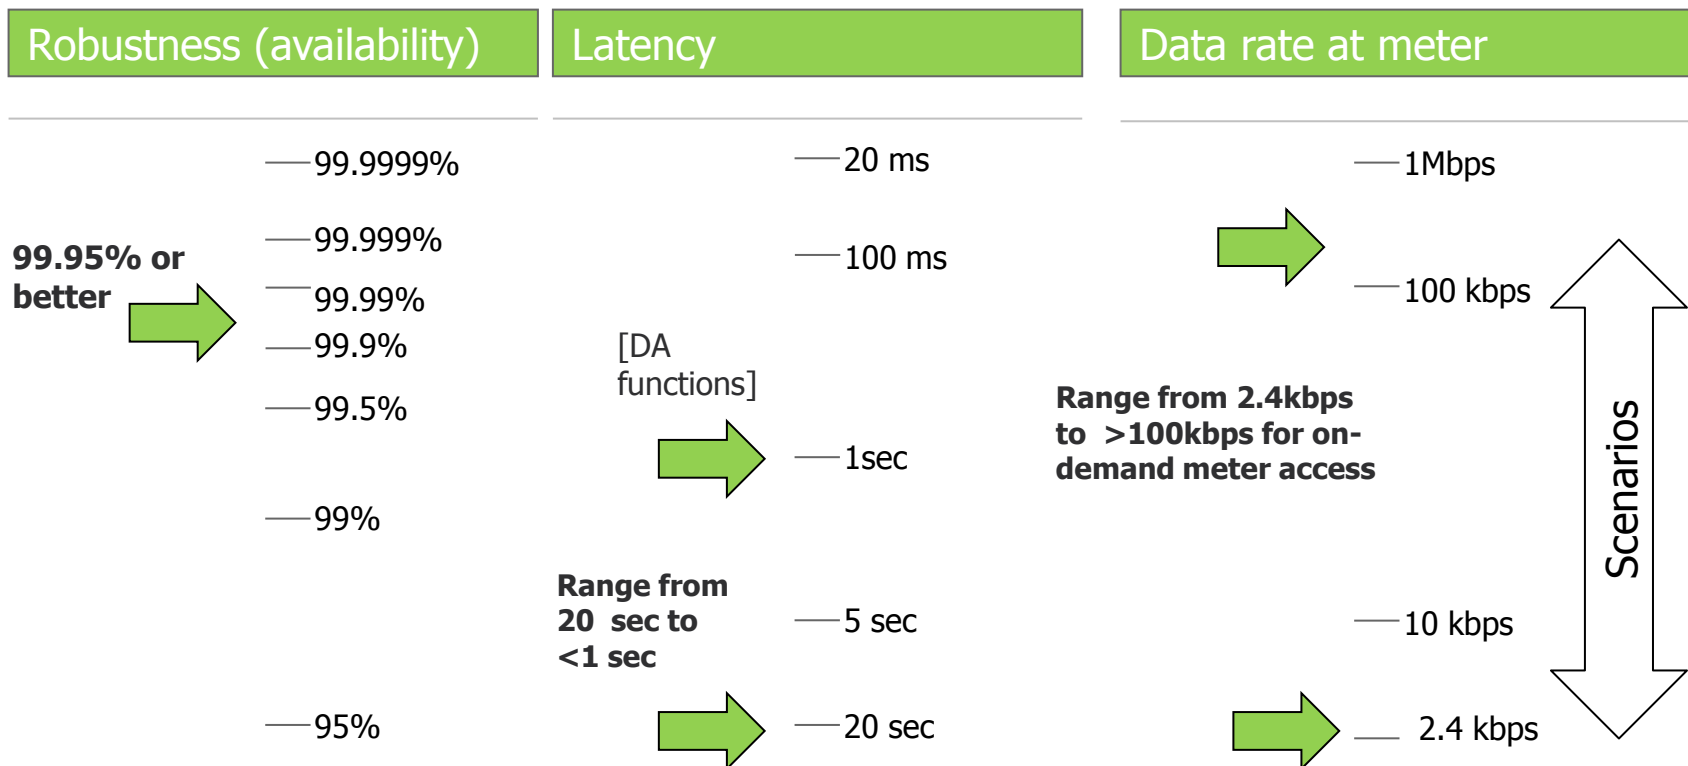 Robustness (availability)
99.9999%
99.999%
99.95% or
better
99.99%
99.9%
99.5%
99%
95%
Latency
20 ms
100 ms
[DA
functions]
1sec
Range from
20  sec to
<1 sec
5 sec
20 sec
Data rate at meter
1Mbps
100 kbps
Range from 2.4kbps
to  >100kbps for on-
demand meter access
10 kbps
2.4 kbps
Scenarios